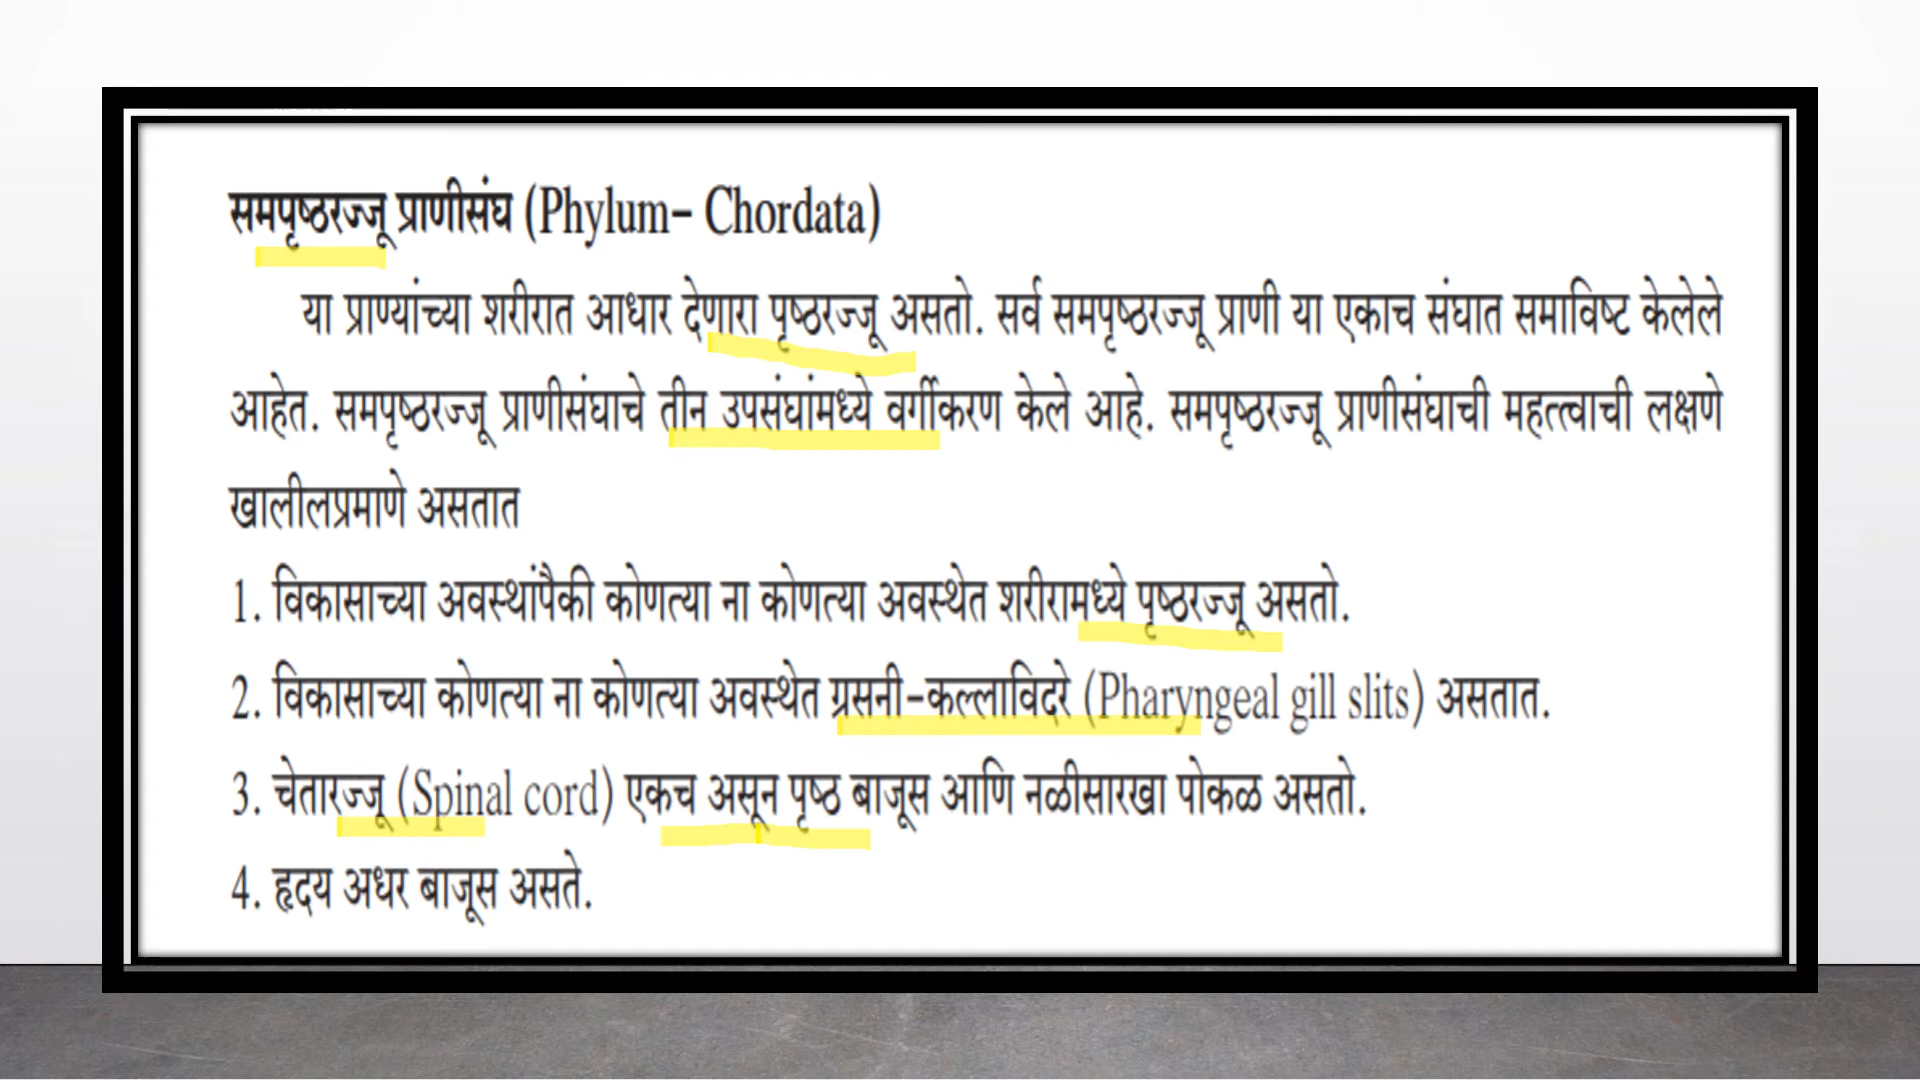 समपृष्ठरज्जू प्राणीसंघ (Phylum– Chordata)
या प्राण्यांच्या शरीरात आधार देणारा पृष्ठरज्जू असतो. सर्व समपृष्ठरज्जू प्राणी या एकाच संघात समाविष्ट केलेले
आहेत. समपृष्ठरज्जू प्राणीसंघाचे तीन उपसंघांमध्ये वर्गीकरण केले आहे. समपृष्ठरज्जू प्राणीसंघाची महत्त्वाची लक्षणे
खालीलप्रमाणे असतात
1. विकासाच्या अवस्थांपैकी कोणत्या ना कोणत्या अवस्थेत शरीरामध्ये पृष्ठरज्जू असतो.
2. विकासाच्या कोणत्या ना कोणत्या अवस्थेत ग्रसनी-कल्लाविदरे (Pharyngeal gill slits) असतात.
3. चेतारज्जू (Spinal cord) एकच असून पृष्ठ बाजूस आणि नळीसारखा पोकळ असतो.
4. हृदय अधर बाजूस असते.